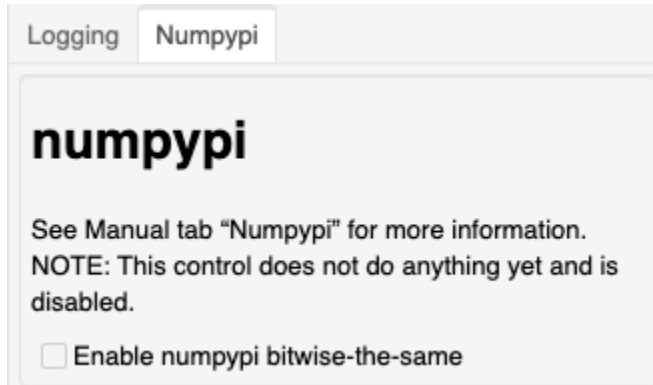 Logging Numpypi
numpypi
See Manual tab “Numpypi” for more information.
NOTE: This control does not do anything yet and is
disabled.
Enable numpypi bitwise-the-same